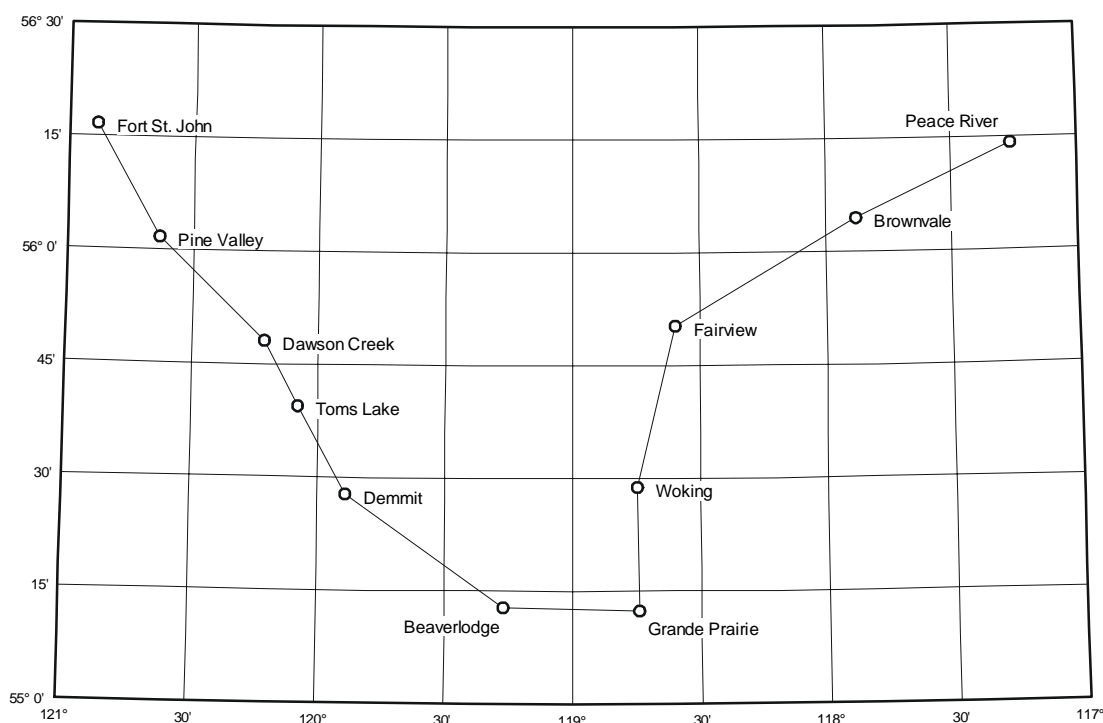 56° 30'
Peace River
Fort St. John
15'
Brownvale
Pine Valley
56° 0'
Fairview
Dawson Creek
45'
Toms Lake
30'
Woking
Demmit
15'
Beaverlodge
Grande Prairie
55° 0'
121° 30' 120° 30' 119° 30' 118° 30' 117°